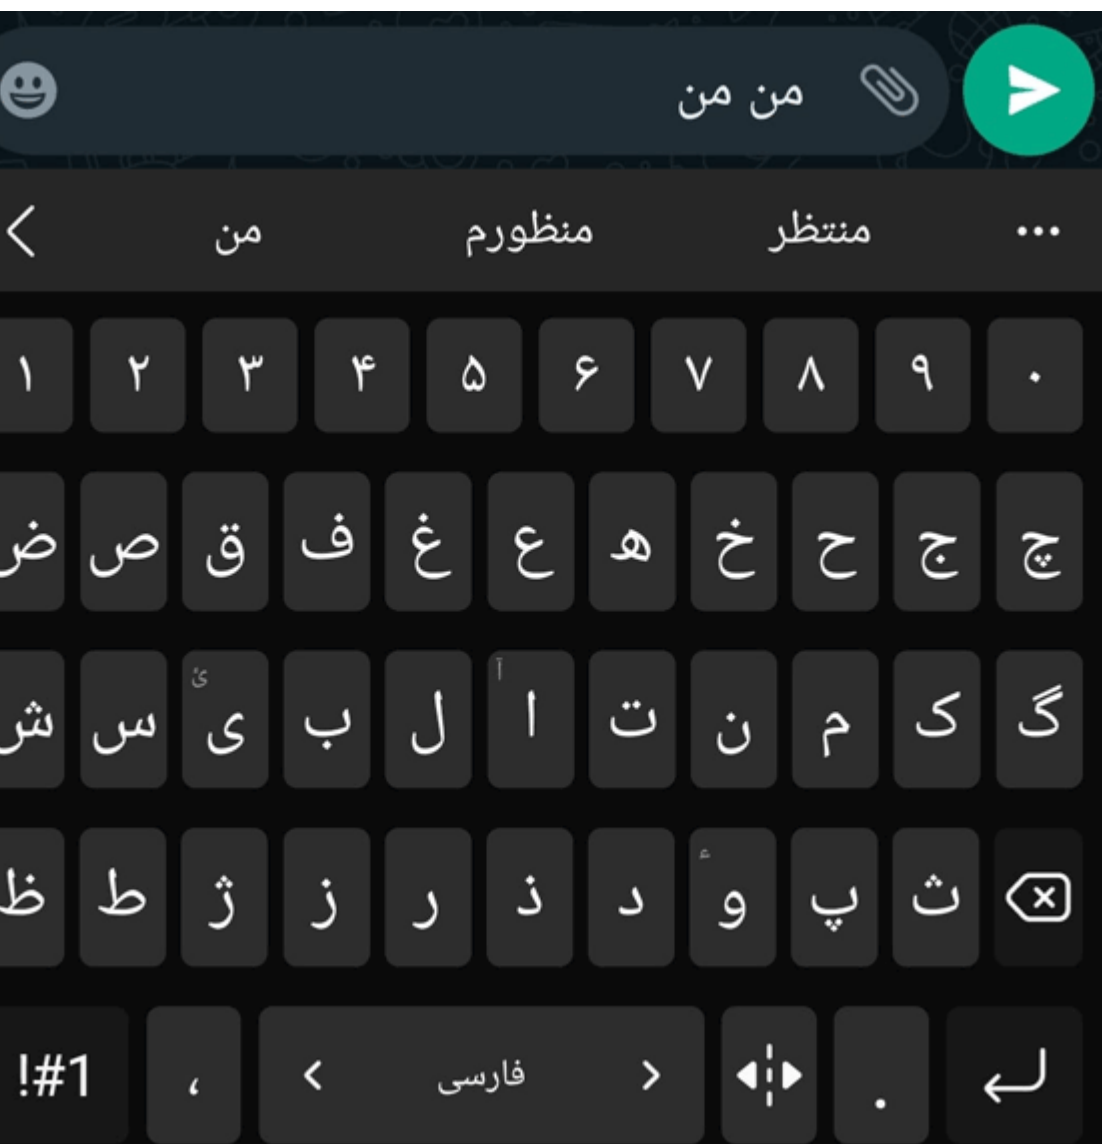 من من
من منظورم منتظر
۱ ۲ ۳ ۴ ۵ ۶ ۷ ۸ ۹ ۰
ض ص ق ف غ ع ه خ ح ج چ
ش س ی ئ ب ل ا آ ت ن م ک گ
ظ ط ژ ز ر ذ د و ء پ ث
!#1 ، فارسی .